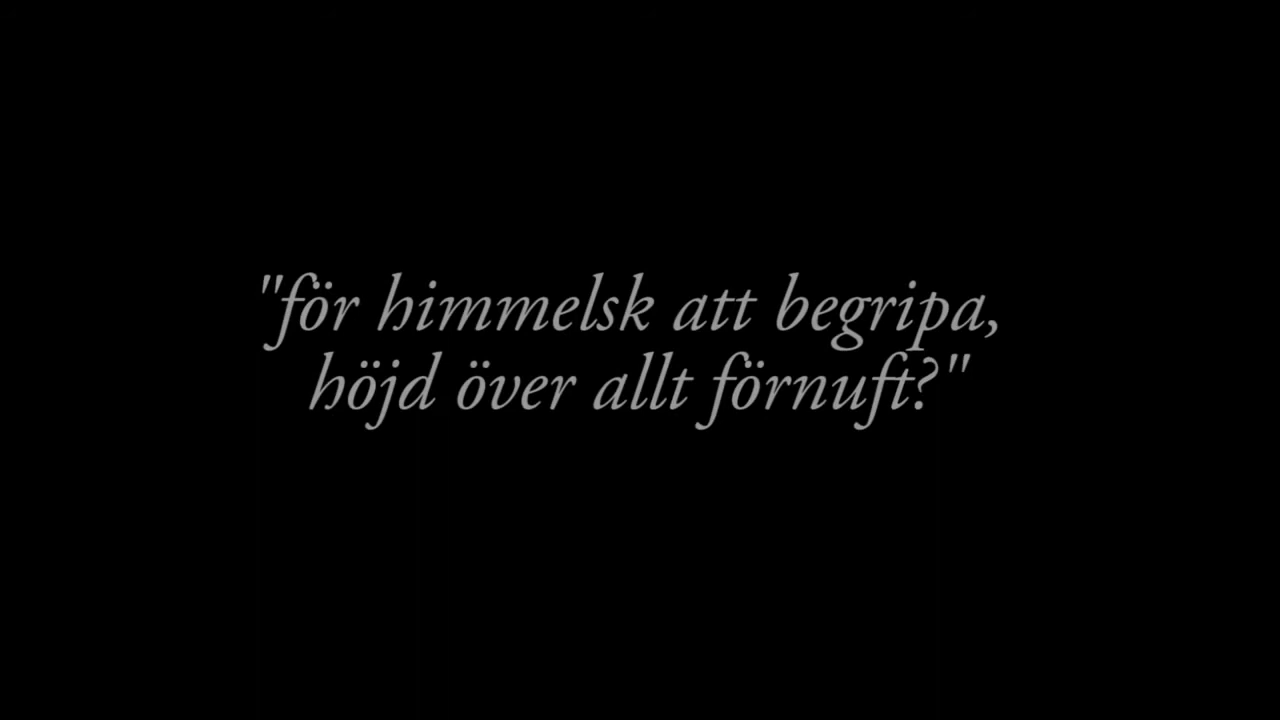 "för himmelsk att begripa,
höjd över allt förnuft?"